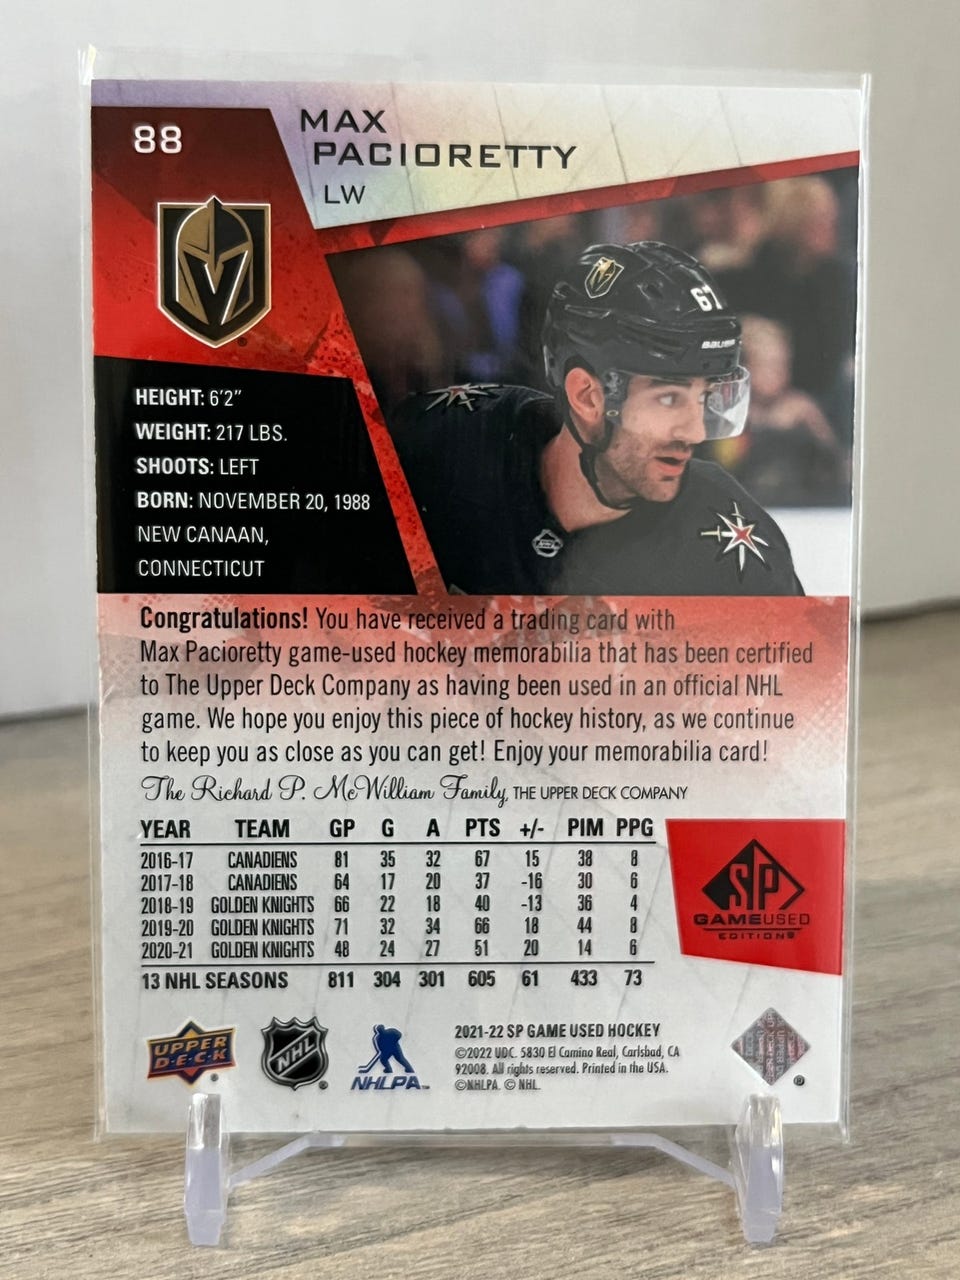 88
MAX
PACIORETTY
LW
67
BAUER
HEIGHT: 6'2"
WEIGHT: 217 LBS.
SHOOTS: LEFT
BORN: NOVEMBER 20, 1988
NEW CANAAN,
CONNECTICUT
Congratulations! You have received a trading card with
Max Pacioretty game-used hockey memorabilia that has been certified
to The Upper Deck Company as having been used in an official NHL
game. We hope you enjoy this piece of hockey history, as we continue
to keep you as close as you can get! Enjoy your memorabilia card!
The Richard P. McWilliam Family, THE UPPER DECK COMPANY
YEAR TEAM GP G A PTS +/- PIM PPG
2016-17 CANADIENS 81 35 32 67 15 38 8
2017-18 CANADIENS 64 17 20 37 -16 30 6
2018-19 GOLDEN KNIGHTS 66 22 18 40 -13 36 4
2019-20 GOLDEN KNIGHTS 71 32 34 66 18 44 8
2020-21 GOLDEN KNIGHTS 48 24 27 51 20 14 6
13 NHL SEASONS 811 304 301 605 61 433 73
SP
GAMEUSED
EDITION®
UPPER
D·E·C·K
®
NHL
®
NHLPA™
2021-22 SP GAME USED HOCKEY
©2022 UDC. 5830 El Camino Real, Carlsbad, CA
92008. All rights reserved. Printed in the USA.
©NHLPA. © NHL.